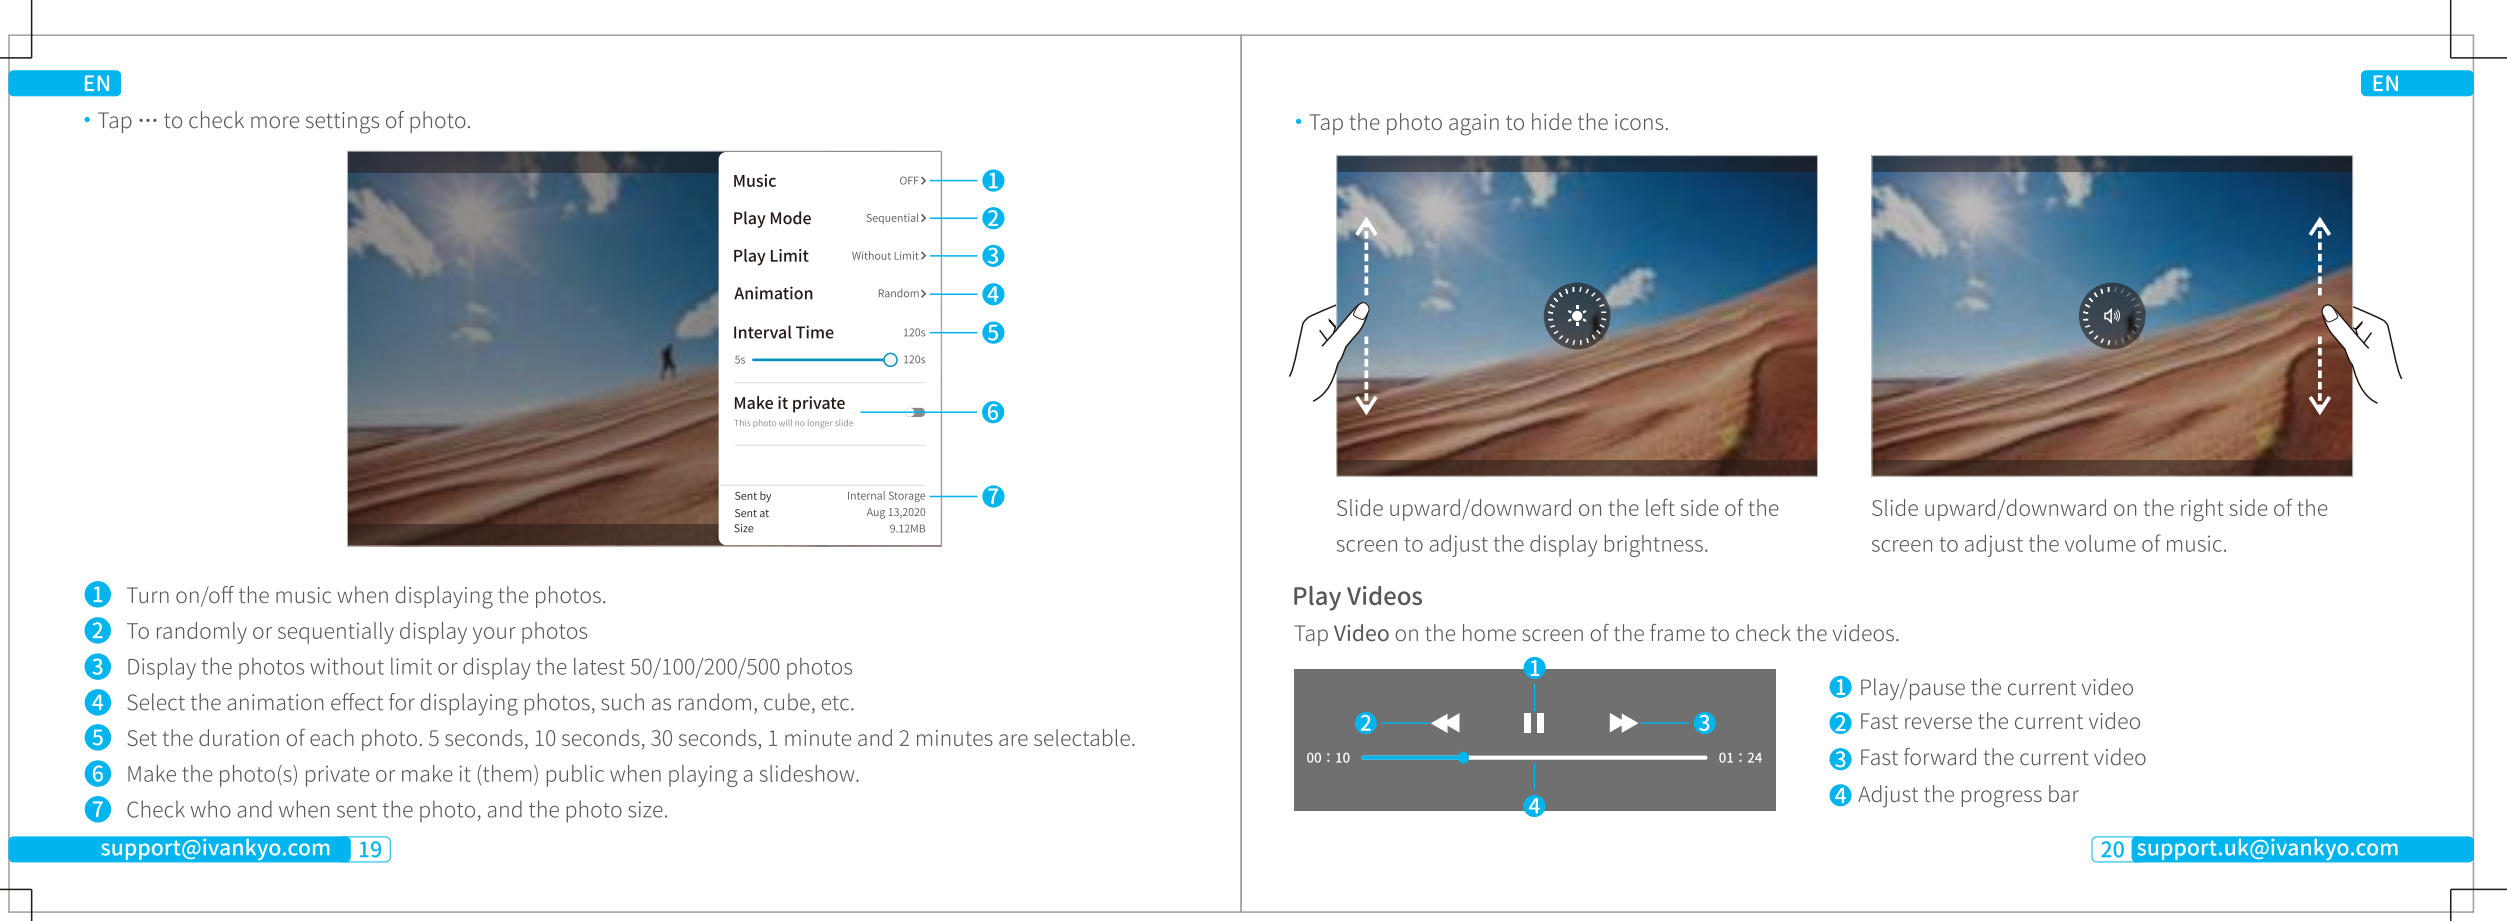 EN
• Tap ··· to check more settings of photo.
Music OFF> 1
Play Mode Sequential> 2
Play Limit Without Limit> 3
Animation Random> 4
Interval Time 120s 5
5s 120s
Make it private 6
This photo will no longer slide
Sent by Internal Storage 7
Sent at Aug 13,2020
Size 9.12MB
1 Turn on/off the music when displaying the photos.
2 To randomly or sequentially display your photos
3 Display the photos without limit or display the latest 50/100/200/500 photos
4 Select the animation effect for displaying photos, such as random, cube, etc.
5 Set the duration of each photo. 5 seconds, 10 seconds, 30 seconds, 1 minute and 2 minutes are selectable.
6 Make the photo(s) private or make it (them) public when playing a slideshow.
7 Check who and when sent the photo, and the photo size.
support@ivankyo.com 19
EN
• Tap the photo again to hide the icons.
Slide upward/downward on the left side of the
screen to adjust the display brightness.
Slide upward/downward on the right side of the
screen to adjust the volume of music.
Play Videos
Tap Video on the home screen of the frame to check the videos.
1
2 3
00 : 10 01 : 24
4
1 Play/pause the current video
2 Fast reverse the current video
3 Fast forward the current video
4 Adjust the progress bar
20 support.uk@ivankyo.com